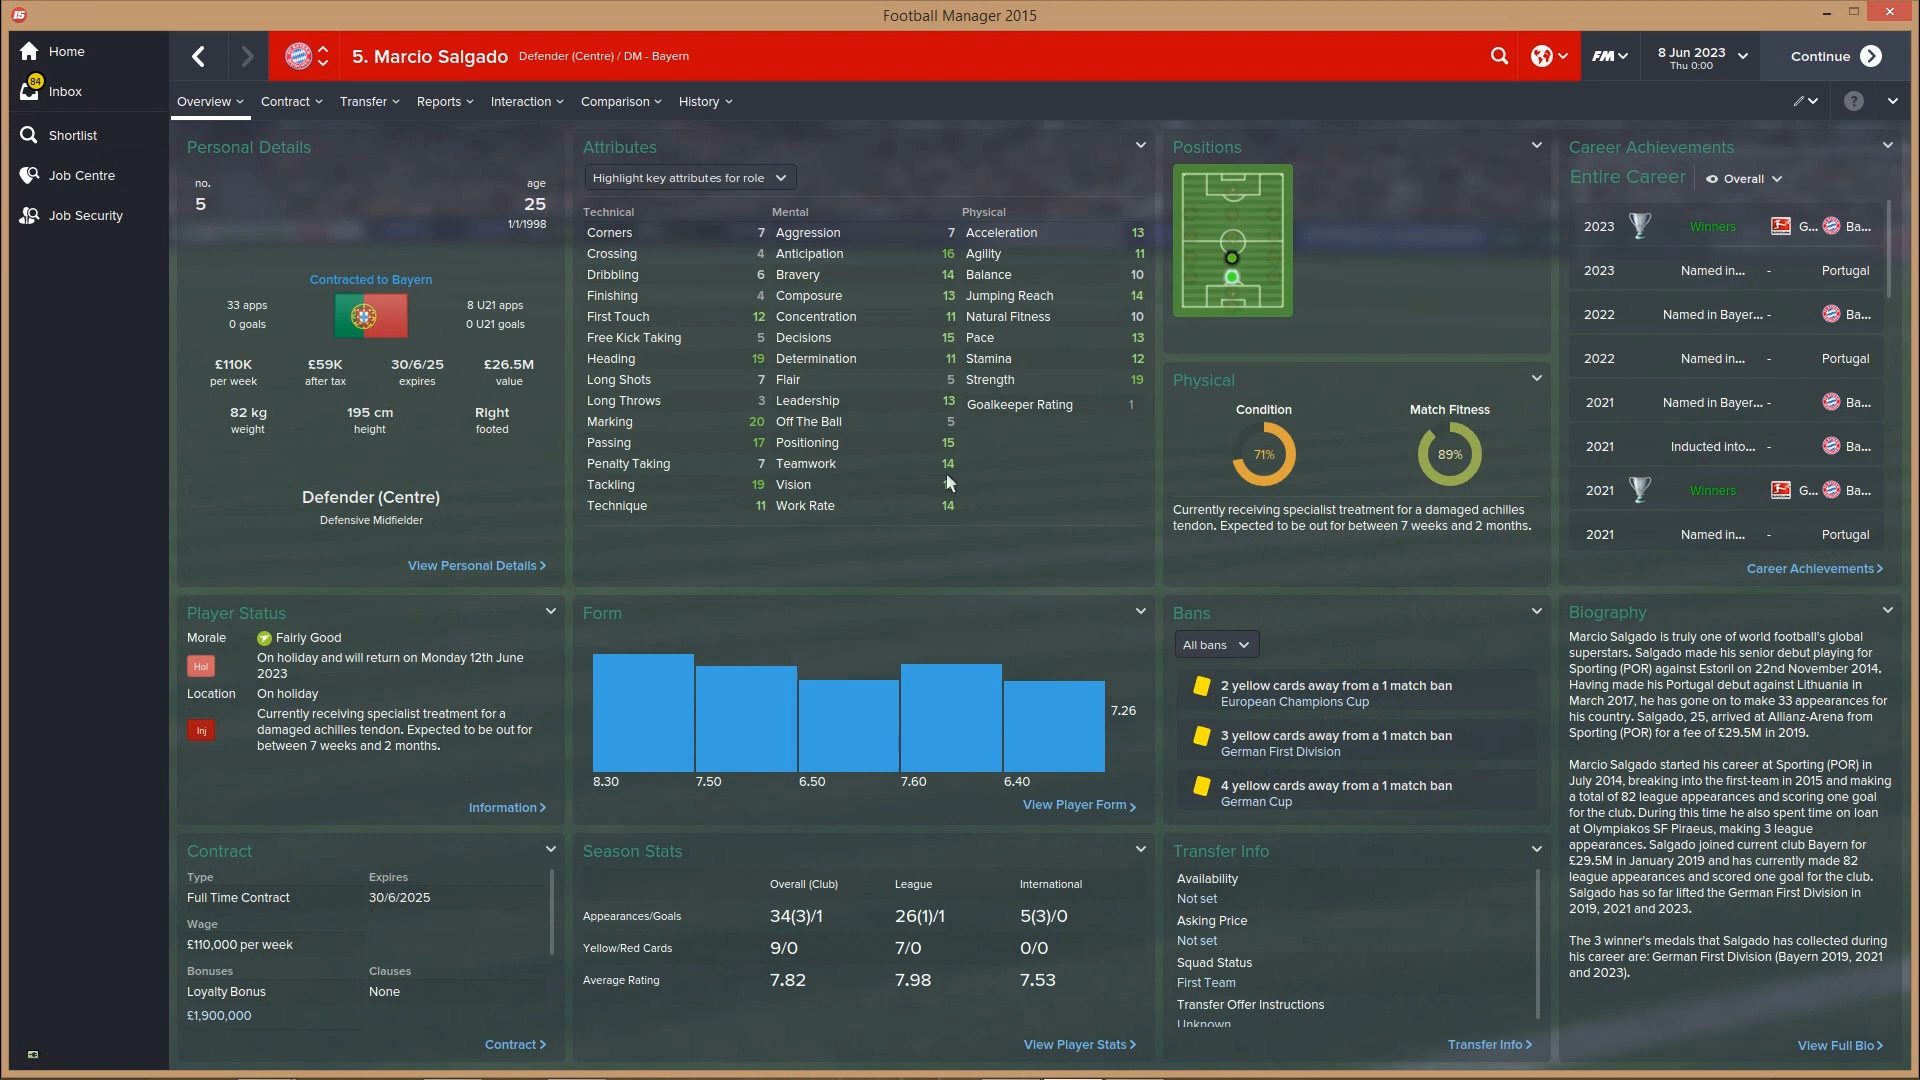 Football Manager 2015
Home
84
Inbox
Shortlist
Job Centre
Job Security
5. Marcio Salgado
Defender (Centre) / DM - Bayern
FM
8 Jun 2023
Thu 0:00
Continue
Overview
Contract
Transfer
Reports
Interaction
Comparison
History
?
Personal Details
no.
5
age
25
1/1/1998
Contracted to Bayern
33 apps
0 goals
8 U21 apps
0 U21 goals
£110K
per week
£59K
after tax
30/6/25
expires
£26.5M
value
82 kg
weight
195 cm
height
Right
footed
Defender (Centre)
Defensive Midfielder
View Personal Details
Attributes
Highlight key attributes for role
Technical
Corners 7
Crossing 4
Dribbling 6
Finishing 4
First Touch 12
Free Kick Taking 5
Heading 19
Long Shots 7
Long Throws 3
Marking 20
Passing 17
Penalty Taking 7
Tackling 19
Technique 11
Mental
Aggression 7
Anticipation 16
Bravery 14
Composure 13
Concentration 11
Decisions 15
Determination 11
Flair 5
Leadership 13
Off The Ball 5
Positioning 15
Teamwork 14
Vision
Work Rate 14
Physical
Acceleration 13
Agility 11
Balance 10
Jumping Reach 14
Natural Fitness 10
Pace 13
Stamina 12
Strength 19
Goalkeeper Rating 1
Positions
Physical
Condition
71%
Match Fitness
89%
Currently receiving specialist treatment for a damaged achilles
tendon. Expected to be out for between 7 weeks and 2 months.
Career Achievements
Entire Career
Overall
2023 Winners G... Ba...
2023 Named in... - Portugal
2022 Named in Bayer... - Ba...
2022 Named in... - Portugal
2021 Named in Bayer... - Ba...
2021 Inducted into... - Ba...
2021 Winners G... Ba...
2021 Named in... - Portugal
Career Achievements
Player Status
Morale
Fairly Good
Hol
On holiday and will return on Monday 12th June
2023
Location
On holiday
Inj
Currently receiving specialist treatment for a
damaged achilles tendon. Expected to be out for
between 7 weeks and 2 months.
Information
Form
7.26
8.30 7.50 6.50 7.60 6.40
View Player Form
Bans
All bans
2 yellow cards away from a 1 match ban
European Champions Cup
3 yellow cards away from a 1 match ban
German First Division
4 yellow cards away from a 1 match ban
German Cup
Biography
Marcio Salgado is truly one of world football's global
superstars. Salgado made his senior debut playing for
Sporting (POR) against Estoril on 22nd November 2014.
Having made his Portugal debut against Lithuania in
March 2017, he has gone on to make 33 appearances for
his country. Salgado, 25, arrived at Allianz-Arena from
Sporting (POR) for a fee of £29.5M in 2019.
Marcio Salgado started his career at Sporting (POR) in
July 2014, breaking into the first-team in 2015 and making
a total of 82 league appearances and scoring one goal
for the club. During this time he also spent time on loan
at Olympiakos SF Piraeus, making 3 league
appearances. Salgado joined current club Bayern for
£29.5M in January 2019 and has currently made 82
league appearances and scored one goal for the club.
Salgado has so far lifted the German First Division in
2019, 2021 and 2023.
The 3 winner's medals that Salgado has collected during
his career are: German First Division (Bayern 2019, 2021
and 2023).
View Full Bio
Contract
Type
Full Time Contract
Expires
30/6/2025
Wage
£110,000 per week
Bonuses
Loyalty Bonus
£1,900,000
Clauses
None
Contract
Season Stats
Overall (Club) League International
Appearances/Goals 34(3)/1 26(1)/1 5(3)/0
Yellow/Red Cards 9/0 7/0 0/0
Average Rating 7.82 7.98 7.53
View Player Stats
Transfer Info
Availability
Not set
Asking Price
Not set
Squad Status
First Team
Transfer Offer Instructions
Unknown
Transfer Info